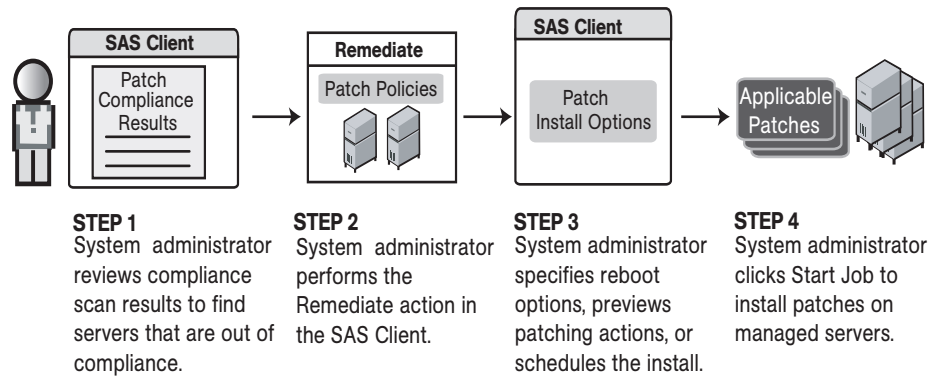 SAS Client
Patch
Compliance
Results
Remediate
Patch Policies
SAS Client
Patch
Install Options
Applicable
Patches
STEP 1
System administrator
reviews compliance
scan results to find
servers that are out of
compliance.
STEP 2
System administrator
performs the
Remediate action in
the SAS Client.
STEP 3
System administrator
specifies reboot
options, previews
patching actions, or
schedules the install.
STEP 4
System administrator
clicks Start Job to
install patches on
managed servers.